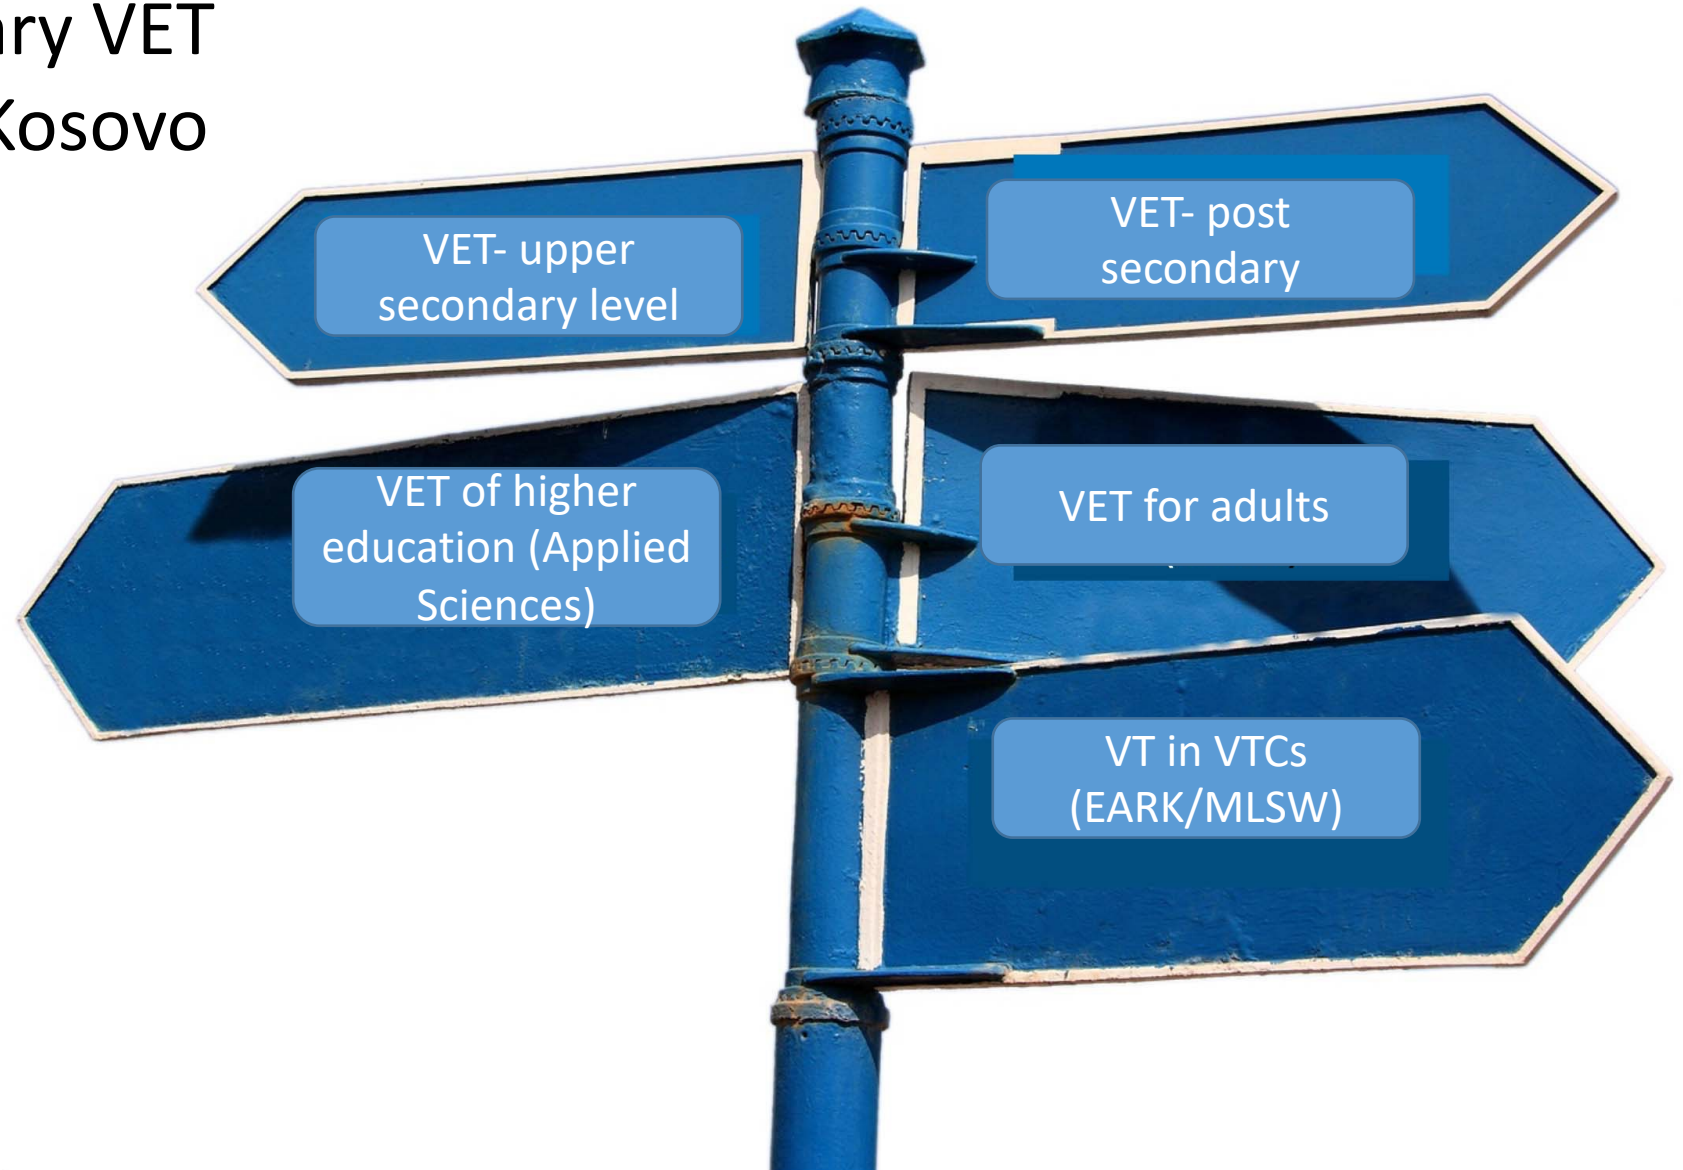 VET
Kosovo
VET- upper
secondary level
VET- post
secondary
VET of higher
education (Applied
Sciences)
VET for adults
VT in VTCs
(EARK/MLSW)